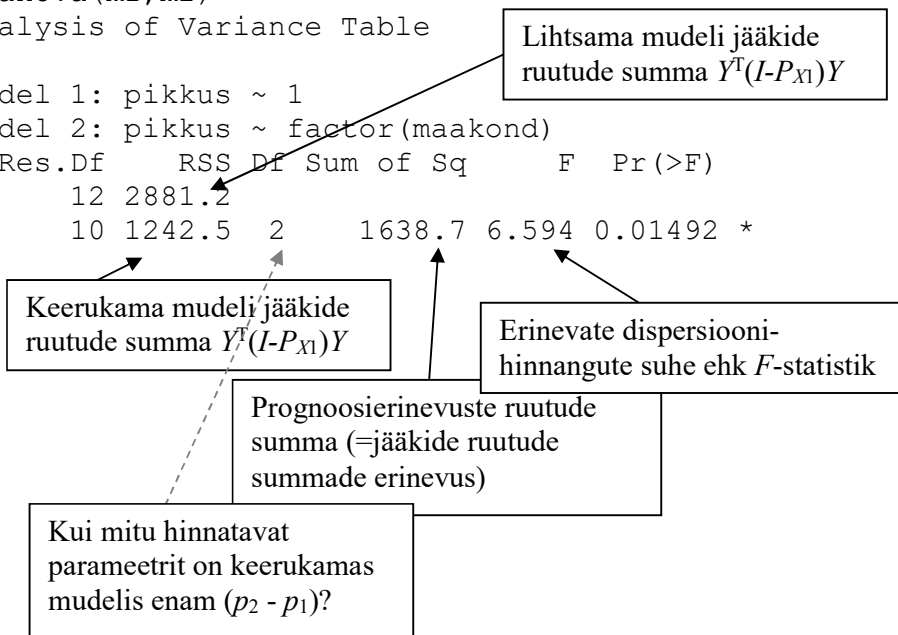 alysis of Variance Table
Lihtsama mudeli jääkide
ruutude summa Yᵀ(I-P_X1)Y
del 1: pikkus ~ 1
del 2: pikkus ~ factor(maakond)
Res.Df RSS Df Sum of Sq F Pr(>F)
12 2881.2
10 1242.5 2 1638.7 6.594 0.01492 *
Keerukama mudeli jääkide
ruutude summa Yᵀ(I-P_X1)Y
Erinevate dispersiooni-
hinnangute suhe ehk F-statistik
Prognoosierinevuste ruutude
summa (=jääkide ruutude
summade erinevus)
Kui mitu hinnatavat
parameetrit on keerukamas
mudelis enam (p₂ - p₁)?